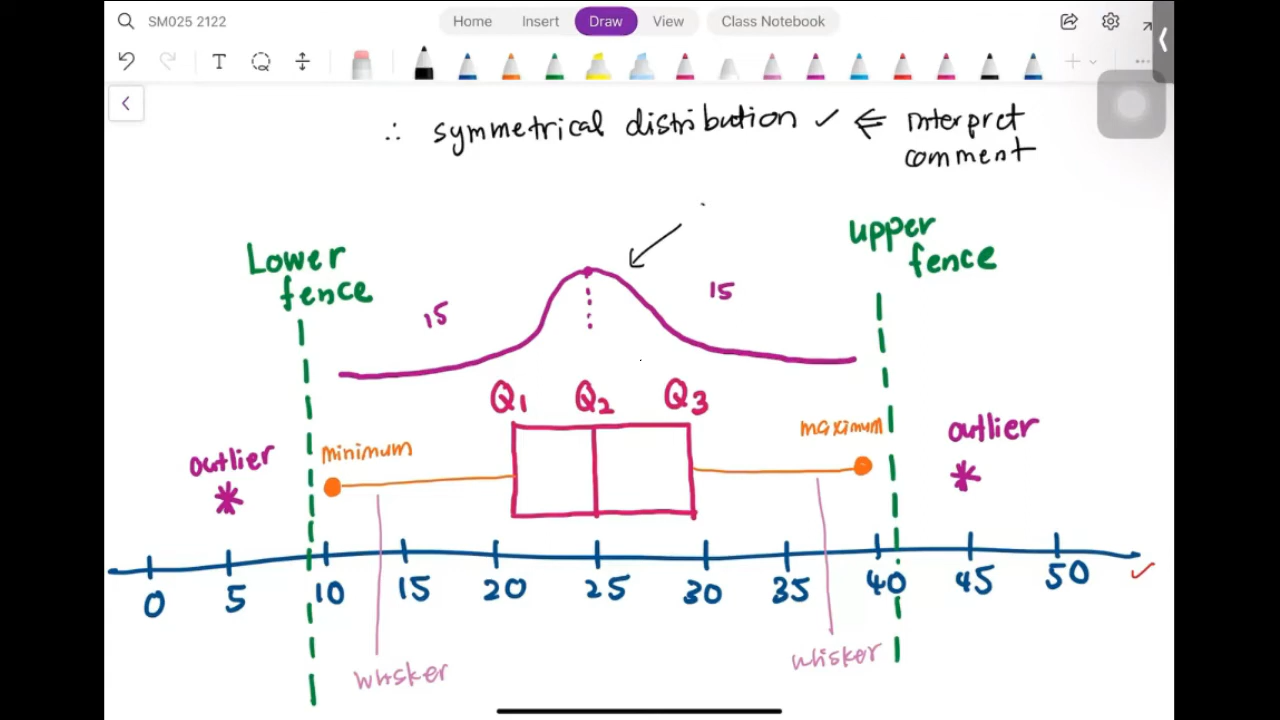 SM025 2122
Home Insert Draw View Class Notebook
T
∴ symmetrical distribution ✓ ⇐ interpret
comment
Lower
fence
upper
fence
15
15
Q1 Q2 Q3
outlier
minimum
maximum
outlier
0 5 10 15 20 25 30 35 40 45 50
whsker
whisker